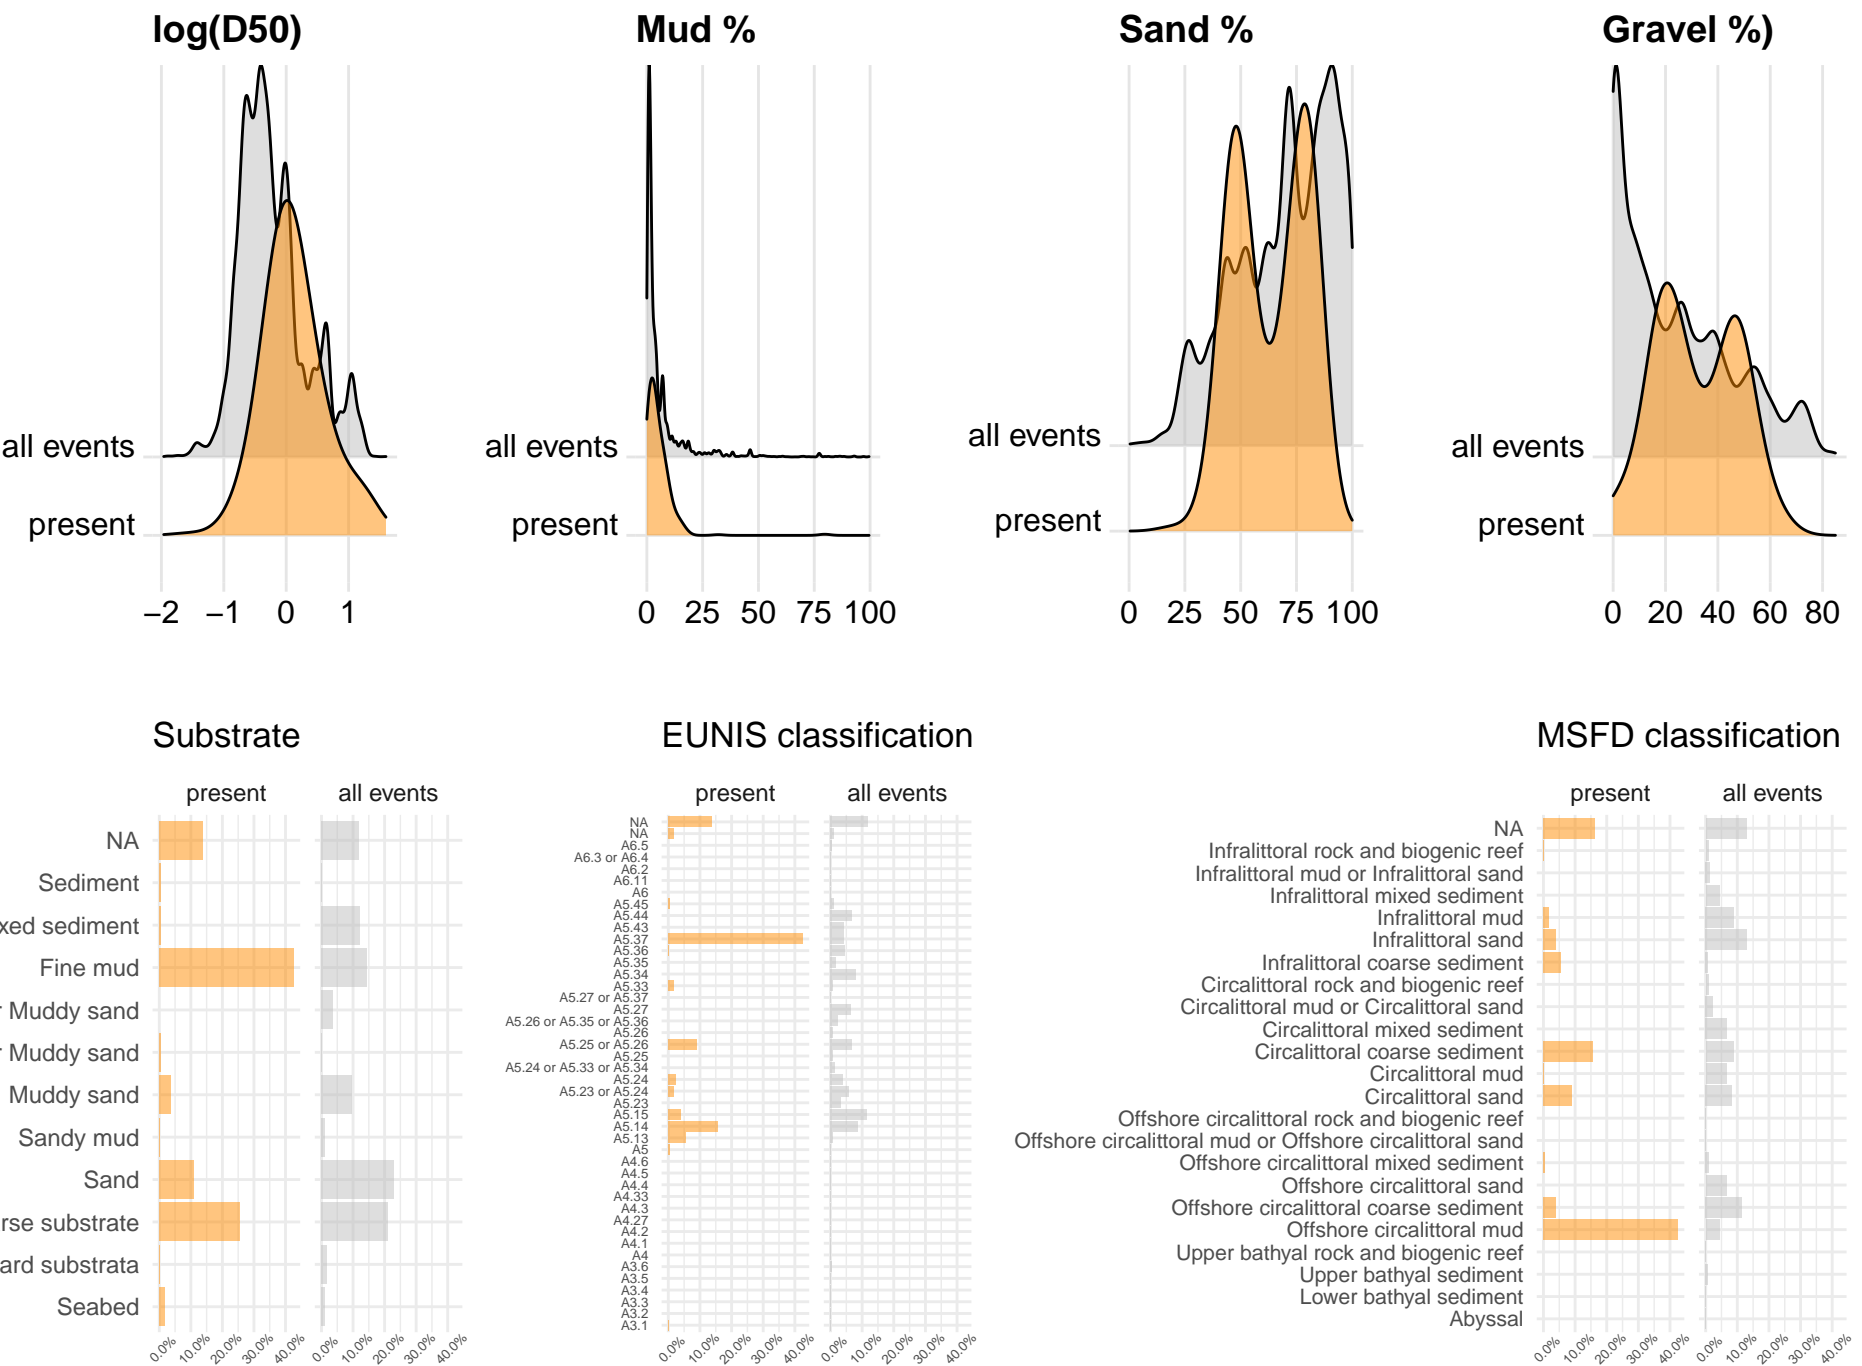 log(D50) Mud % Sand % Gravel %)
all events all events all events all events
present present present present
−2 −1 0 1 0 25 50 75 100 0 25 50 75 100 0 20 40 60 80
Substrate
present all events
NA
Sediment
xed sediment
Fine mud
r Muddy sand
r Muddy sand
Muddy sand
Sandy mud
Sand
rse substrate
ard substrata
Seabed
0.0% 10.0% 20.0% 30.0% 40.0% 0.0% 10.0% 20.0% 30.0% 40.0%
EUNIS classification
present all events
NA
NA
A6.5
A6.3 or A6.4
A6.2
A6.11
A6
A5.45
A5.44
A5.43
A5.37
A5.36
A5.35
A5.34
A5.33
A5.27 or A5.37
A5.27
A5.26 or A5.35 or A5.36
A5.26
A5.25 or A5.26
A5.25
A5.24 or A5.33 or A5.34
A5.24
A5.23 or A5.24
A5.23
A5.15
A5.14
A5.13
A5
A4.6
A4.5
A4.4
A4.33
A4.3
A4.27
A4.2
A4.1
A4
A3.6
A3.5
A3.4
A3.3
A3.2
A3.1
0.0% 10.0% 20.0% 30.0% 40.0% 0.0% 10.0% 20.0% 30.0% 40.0%
MSFD classification
present all events
NA
Infralittoral rock and biogenic reef
Infralittoral mud or Infralittoral sand
Infralittoral mixed sediment
Infralittoral mud
Infralittoral sand
Infralittoral coarse sediment
Circalittoral rock and biogenic reef
Circalittoral mud or Circalittoral sand
Circalittoral mixed sediment
Circalittoral coarse sediment
Circalittoral mud
Circalittoral sand
Offshore circalittoral rock and biogenic reef
Offshore circalittoral mud or Offshore circalittoral sand
Offshore circalittoral mixed sediment
Offshore circalittoral sand
Offshore circalittoral coarse sediment
Offshore circalittoral mud
Upper bathyal rock and biogenic reef
Upper bathyal sediment
Lower bathyal sediment
Abyssal
0.0% 10.0% 20.0% 30.0% 40.0% 0.0% 10.0% 20.0% 30.0% 40.0%